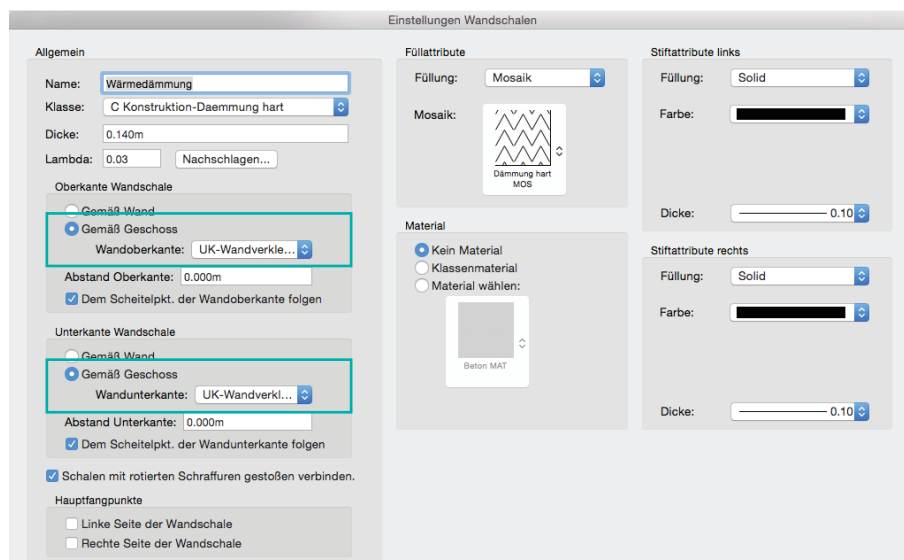 Einstellungen Wandschalen
Allgemein
Name: Wärmedämmung
Klasse: C Konstruktion-Daemmung hart
Dicke: 0.140m
Lambda: 0.03 Nachschlagen...
Oberkante Wandschale
Gemäß Wand
Gemäß Geschoss
Wandoberkante: UK-Wandverkle...
Abstand Oberkante: 0.000m
Dem Scheitelpkt. der Wandoberkante folgen
Unterkante Wandschale
Gemäß Wand
Gemäß Geschoss
Wandunterkante: UK-Wandverkl...
Abstand Unterkante: 0.000m
Dem Scheitelpkt. der Wandunterkante folgen
Schalen mit rotierten Schraffuren gestoßen verbinden.
Hauptfangpunkte
Linke Seite der Wandschale
Rechte Seite der Wandschale
Füllattribute
Füllung: Mosaik
Mosaik:
Dämmung hart
MOS
Material
Kein Material
Klassenmaterial
Material wählen:
Beton MAT
Stiftattribute links
Füllung: Solid
Farbe:
Dicke: 0.10
Stiftattribute rechts
Füllung: Solid
Farbe:
Dicke: 0.10